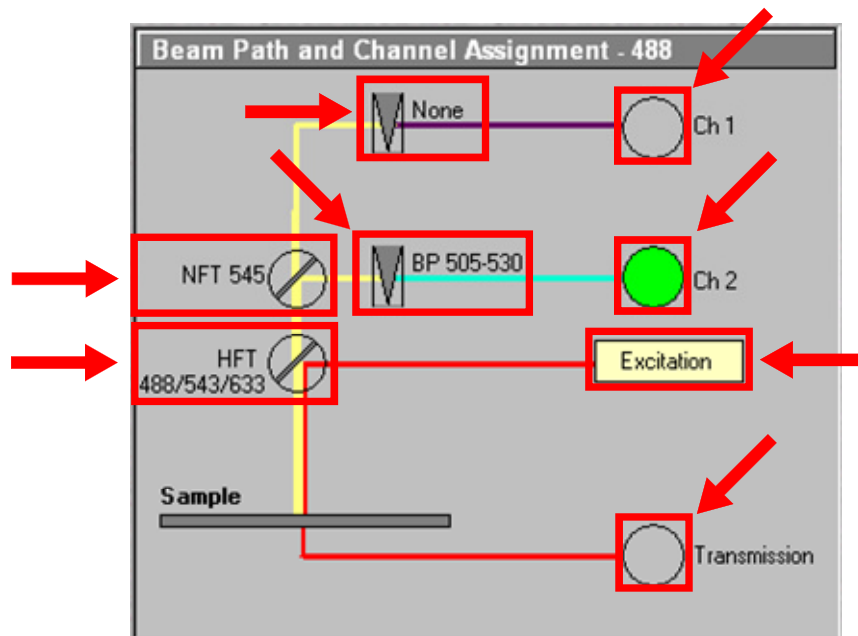 Beam Path and Channel Assignment - 488
None
Ch 1
NFT 545
BP 505-530
Ch 2
HFT
488/543/633
Excitation
Sample
Transmission